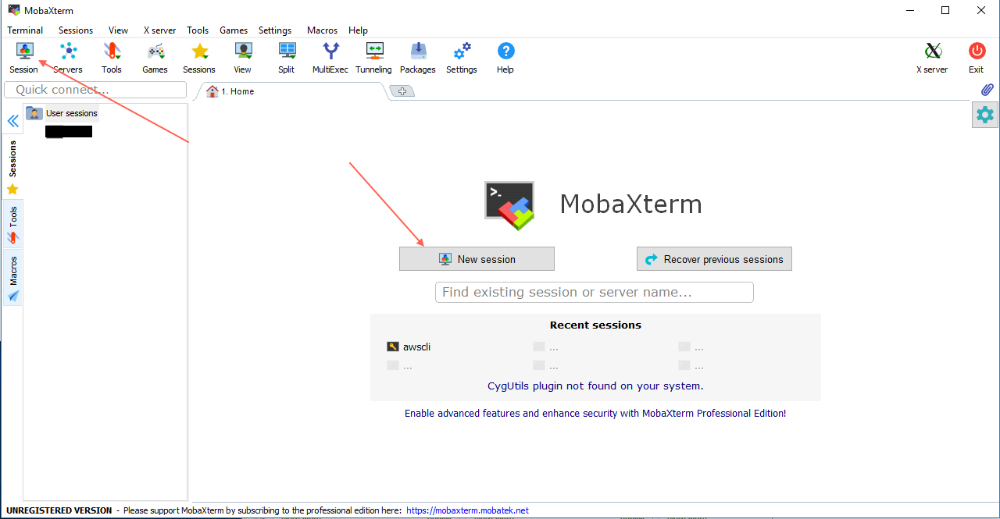 MobaXterm
Terminal Sessions View X server Tools Games Settings Macros Help
Session Servers Tools Games Sessions View Split MultiExec Tunneling Packages Settings Help X server Exit
Quick connect...
1. Home
User sessions
Sessions
Tools
Macros
>_
MobaXterm
New session
Recover previous sessions
Find existing session or server name...
Recent sessions
awscli ... ...
... ... ...
CygUtils plugin not found on your system.
Enable advanced features and enhance security with MobaXterm Professional Edition!
UNREGISTERED VERSION - Please support MobaXterm by subscribing to the professional edition here: https://mobaxterm.mobatek.net